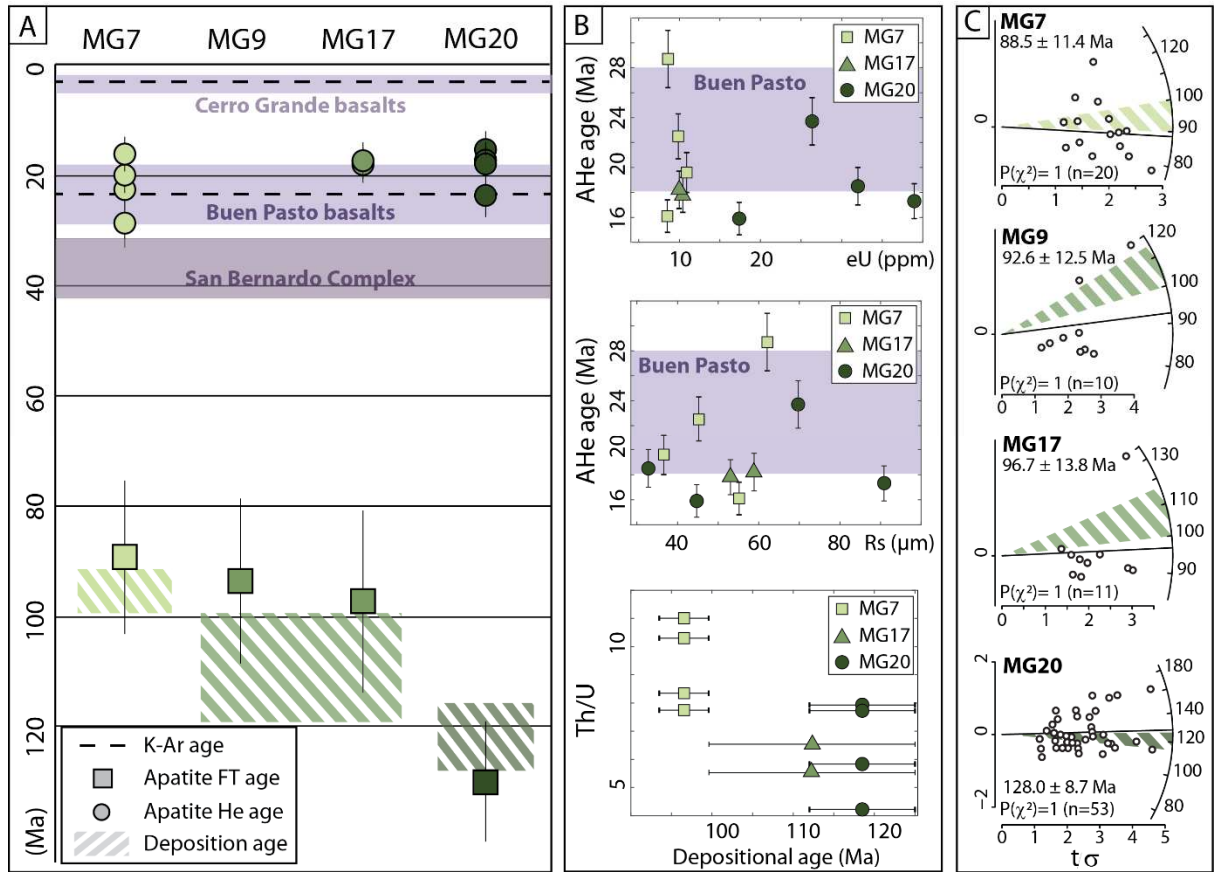 A
MG7 MG9 MG17 MG20
0
Cerro Grande basalts
20
Buen Pasto basalts
San Bernardo Complex
40
60
80
100
120
(Ma)
K-Ar age
Apatite FT age
Apatite He age
Deposition age
B
AHe age (Ma)
28
24
20
16
Buen Pasto
MG7
MG17
MG20
10 20 eU (ppm)
AHe age (Ma)
28
24
20
16
Buen Pasto
MG7
MG17
MG20
40 60 80 Rs (μm)
Th/U
10
5
MG7
MG17
MG20
100 110 120
Depositional age (Ma)
C
MG7
88.5 ± 11.4 Ma
120
100
90
80
0
P(χ²)= 1 (n=20)
0 1 2 3
MG9
92.6 ± 12.5 Ma
120
100
90
80
0
P(χ²)= 1 (n=10)
0 1 2 3 4
MG17
96.7 ± 13.8 Ma
130
110
100
90
0
P(χ²)= 1 (n=11)
0 1 2 3
MG20
2
0
−2
180
140
120
100
80
128.0 ± 8.7 Ma
P(χ²)=1 (n=53)
0 1 2 3 4 5
t σ